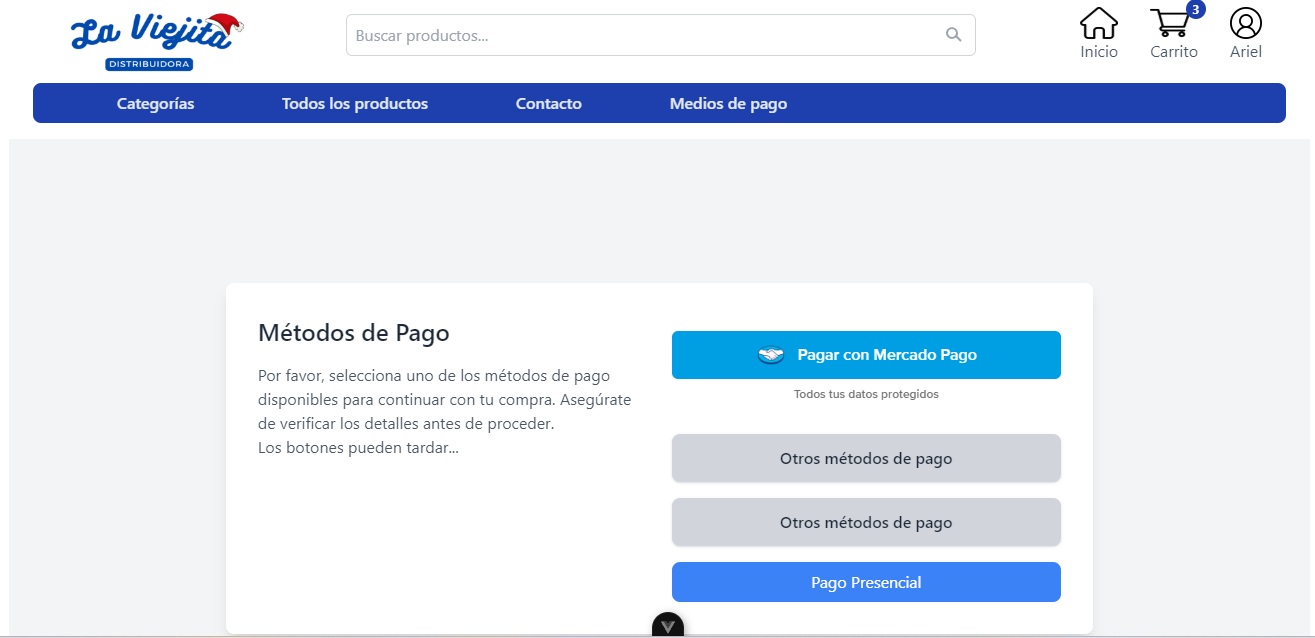 La Viejita
DISTRIBUIDORA
Buscar productos...
3
Inicio
Carrito
Ariel
Categorías
Todos los productos
Contacto
Medios de pago
Métodos de Pago
Por favor, selecciona uno de los métodos de pago
disponibles para continuar con tu compra. Asegúrate
de verificar los detalles antes de proceder.
Los botones pueden tardar...
Pagar con Mercado Pago
Todos tus datos protegidos
Otros métodos de pago
Otros métodos de pago
Pago Presencial